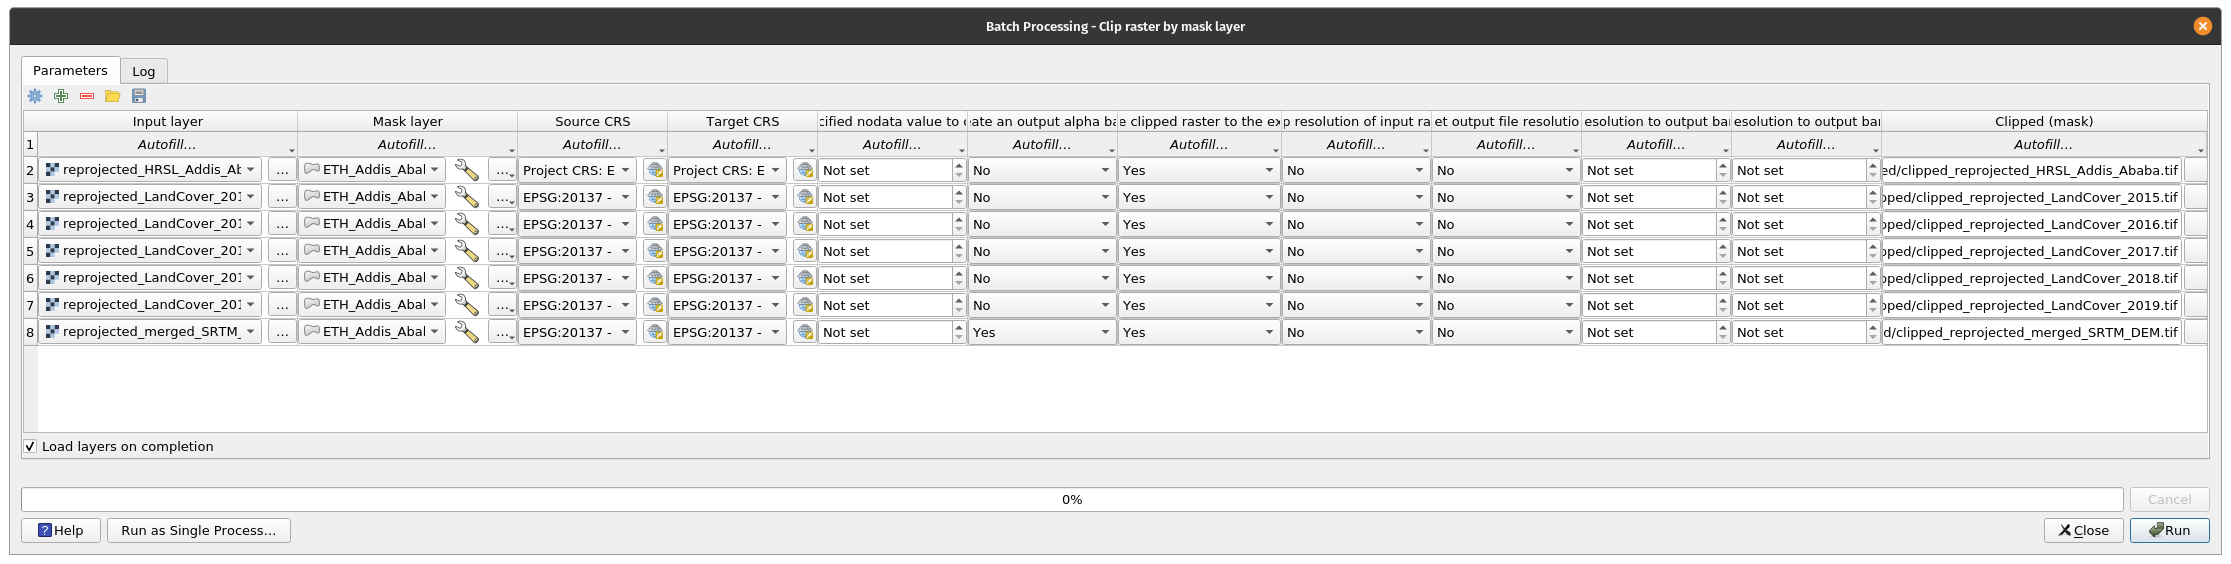 Batch Processing - Clip raster by mask layer
Parameters Log
Input layer Mask layer Source CRS Target CRS cified nodata value to eate an output alpha ba e clipped raster to the ex p resolution of input ra et output file resolutio esolution to output ba esolution to output bar Clipped (mask)
1 Autofill... Autofill... Autofill... Autofill... Autofill... Autofill... Autofill... Autofill... Autofill... Autofill... Autofill... Autofill...
2 reprojected_HRSL_Addis_Ab ... ETH_Addis_Abal ... Project CRS: E Project CRS: E Not set No Yes No No Not set Not set ed/clipped_reprojected_HRSL_Addis_Ababa.tif
3 reprojected_LandCover_201 ... ETH_Addis_Abal ... EPSG:20137 - EPSG:20137 - Not set No Yes No No Not set Not set pped/clipped_reprojected_LandCover_2015.tif
4 reprojected_LandCover_201 ... ETH_Addis_Abal ... EPSG:20137 - EPSG:20137 - Not set No Yes No No Not set Not set pped/clipped_reprojected_LandCover_2016.tif
5 reprojected_LandCover_201 ... ETH_Addis_Abal ... EPSG:20137 - EPSG:20137 - Not set No Yes No No Not set Not set pped/clipped_reprojected_LandCover_2017.tif
6 reprojected_LandCover_201 ... ETH_Addis_Abal ... EPSG:20137 - EPSG:20137 - Not set No Yes No No Not set Not set pped/clipped_reprojected_LandCover_2018.tif
7 reprojected_LandCover_201 ... ETH_Addis_Abal ... EPSG:20137 - EPSG:20137 - Not set No Yes No No Not set Not set pped/clipped_reprojected_LandCover_2019.tif
8 reprojected_merged_SRTM_ ... ETH_Addis_Abal ... EPSG:20137 - EPSG:20137 - Not set Yes Yes No No Not set Not set d/clipped_reprojected_merged_SRTM_DEM.tif
Load layers on completion
0% Cancel
Help Run as Single Process... Close Run